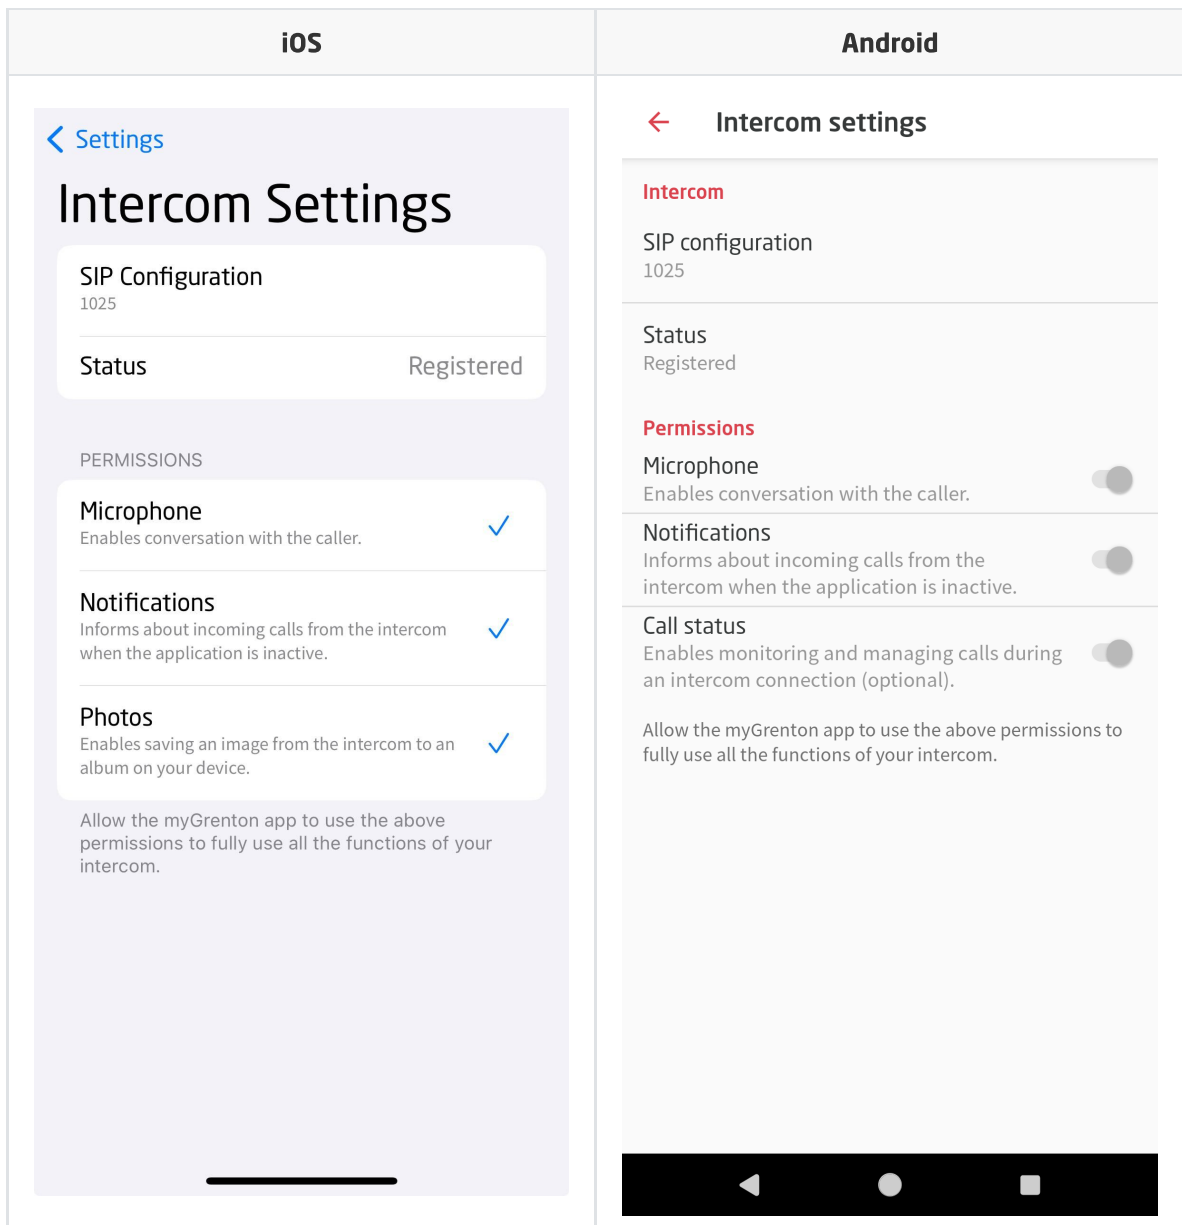 iOS
Android
Settings
Intercom Settings
SIP Configuration
1025
Status
Registered
PERMISSIONS
Microphone
Enables conversation with the caller.
Notifications
Informs about incoming calls from the intercom
when the application is inactive.
Photos
Enables saving an image from the intercom to an
album on your device.
Allow the myGrenton app to use the above
permissions to fully use all the functions of your
intercom.
Intercom settings
Intercom
SIP configuration
1025
Status
Registered
Permissions
Microphone
Enables conversation with the caller.
Notifications
Informs about incoming calls from the
intercom when the application is inactive.
Call status
Enables monitoring and managing calls during
an intercom connection (optional).
Allow the myGrenton app to use the above permissions to
fully use all the functions of your intercom.